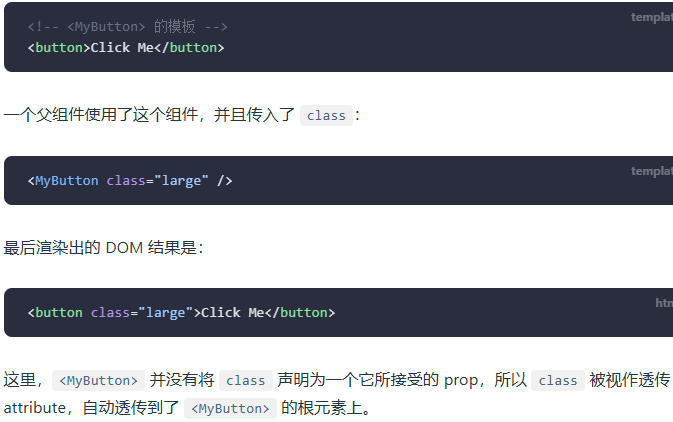 templat
<!-- <MyButton> 的模板 -->
<button>Click Me</button>
一个父组件使用了这个组件，并且传入了 class：
templat
<MyButton class="large" />
最后渲染出的 DOM 结果是：
htm
<button class="large">Click Me</button>
这里，<MyButton> 并没有将 class 声明为一个它所接受的 prop，所以 class 被视作透传
attribute，自动透传到了 <MyButton> 的根元素上。